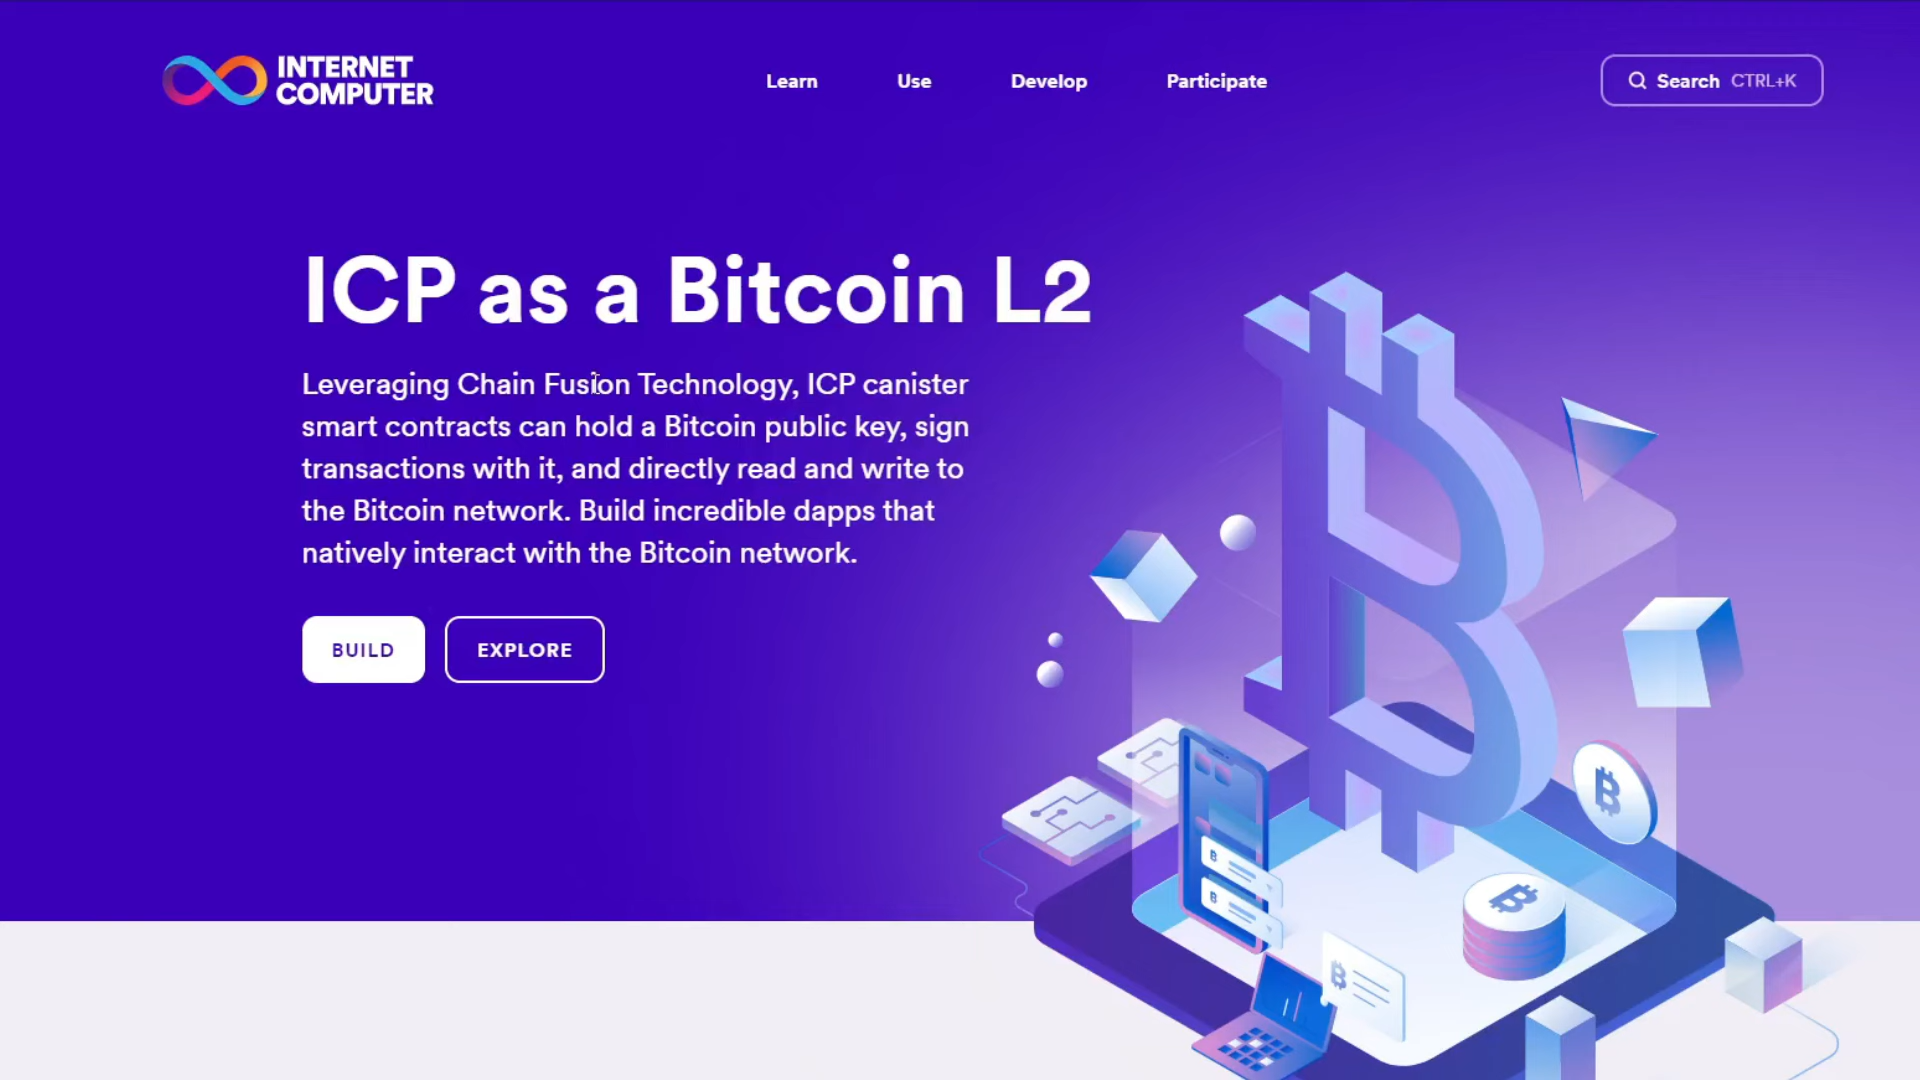 INTERNET
COMPUTER
Learn
Use
Develop
Participate
Search CTRL+K
ICP as a Bitcoin L2
Leveraging Chain Fusion Technology, ICP canister
smart contracts can hold a Bitcoin public key, sign
transactions with it, and directly read and write to
the Bitcoin network. Build incredible dapps that
natively interact with the Bitcoin network.
BUILD
EXPLORE